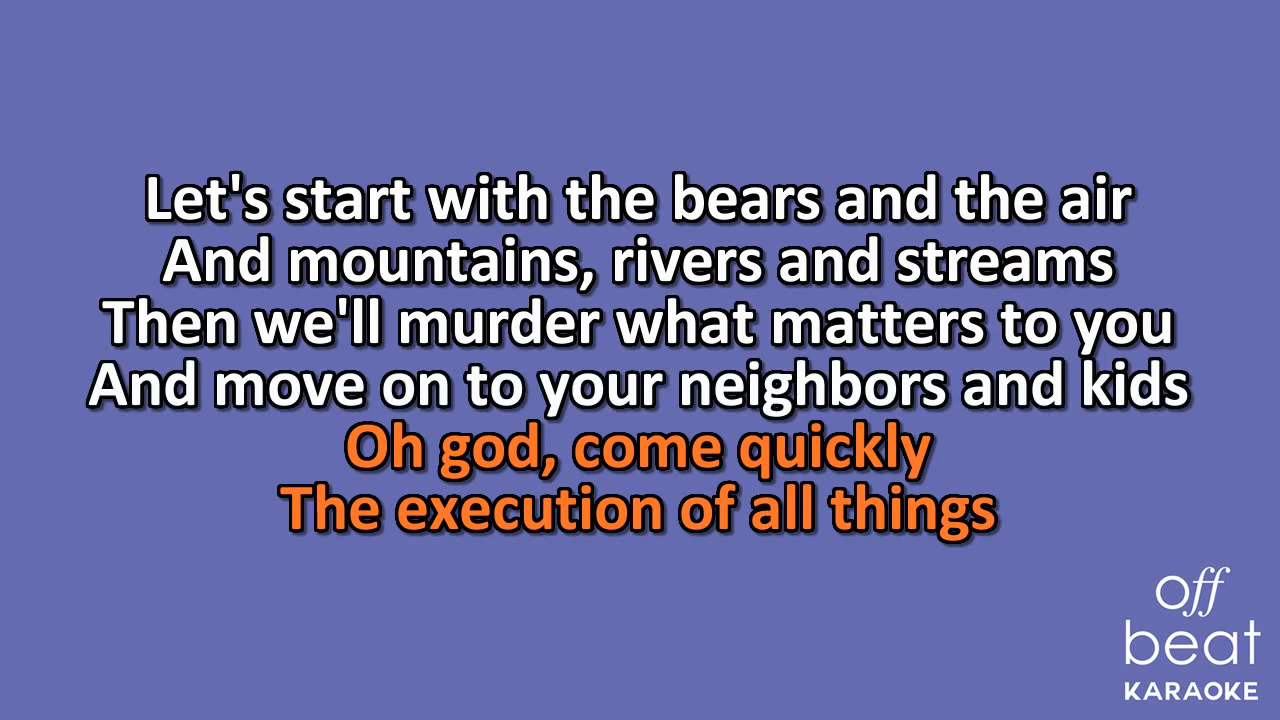 Let's start with the bears and the air
And mountains, rivers and streams
Then we'll murder what matters to you
And move on to your neighbors and kids
Oh god, come quickly
The execution of all things
off
beat
KARAOKE